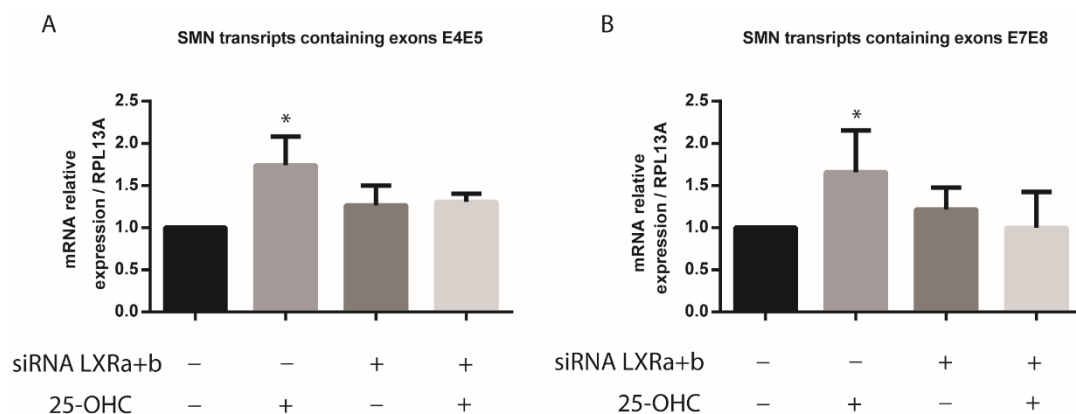 A
SMN transripts containing exons E4E5
mRNA relative
expression / RPL13A
2.5
2.0
1.5
1.0
0.5
0.0
*
siRNA LXRa+b – – + +
25-OHC – + – +
B
SMN transripts containing exons E7E8
mRNA relative
expression / RPL13A
2.5
2.0
1.5
1.0
0.5
0.0
*
siRNA LXRa+b – – + +
25-OHC – + – +